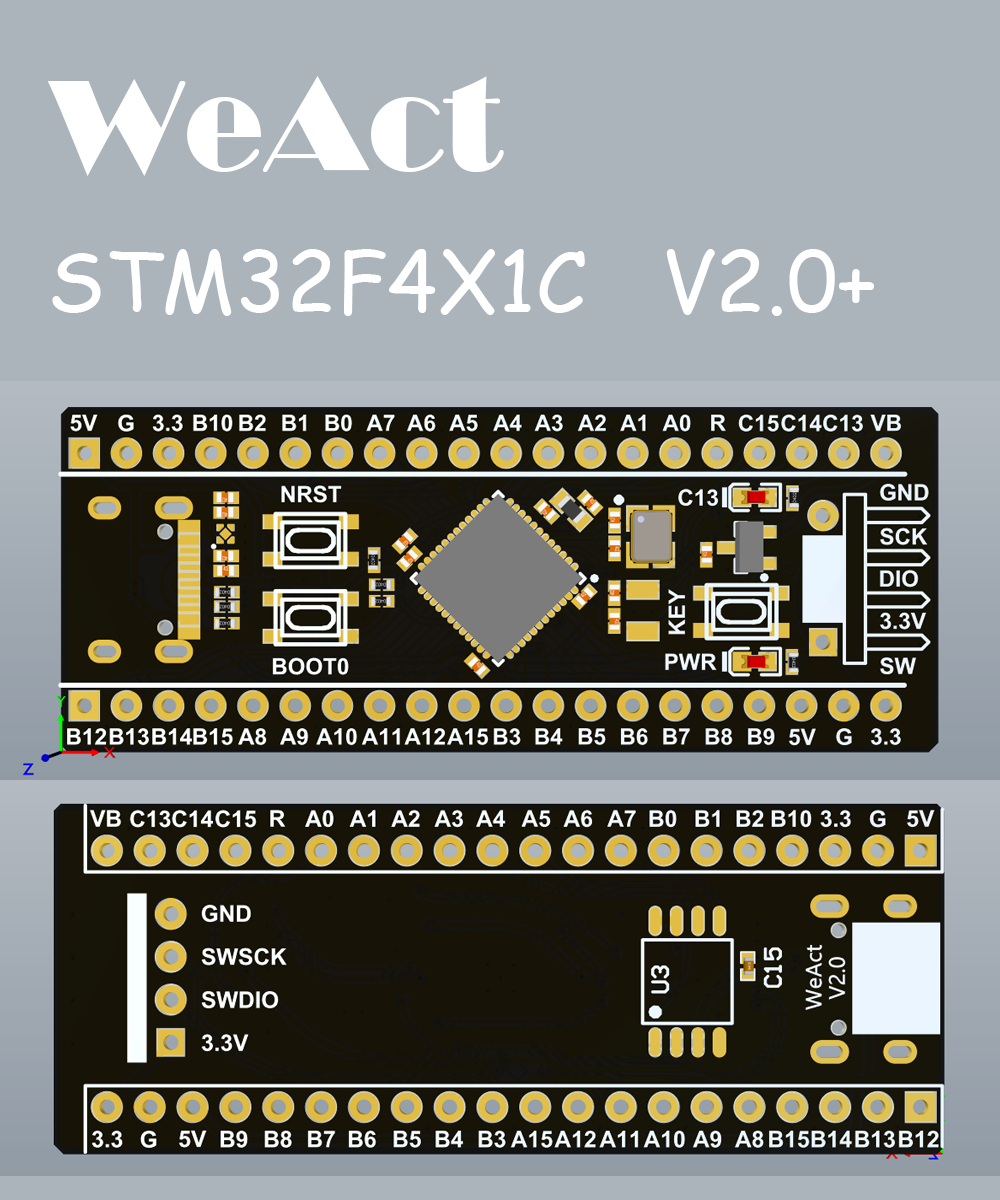 WeAct
STM32F4X1C V2.0+
5V G 3.3 B10 B2 B1 B0 A7 A6 A5 A4 A3 A2 A1 A0 R C15 C14 C13 VB
NRST
C13
GND
SCK
DIO
3.3V
SW
KEY
BOOT0
PWR
B12 B13 B14 B15 A8 A9 A10 A11 A12 A15 B3 B4 B5 B6 B7 B8 B9 5V G 3.3
Y
X
Z
VB C13 C14 C15 R A0 A1 A2 A3 A4 A5 A6 A7 B0 B1 B2 B10 3.3 G 5V
GND
SWSCK
SWDIO
3.3V
U3
C15
WeAct
V2.0
3.3 G 5V B9 B8 B7 B6 B5 B4 B3 A15 A12 A11 A10 A9 A8 B15 B14 B13 B12
X
Z